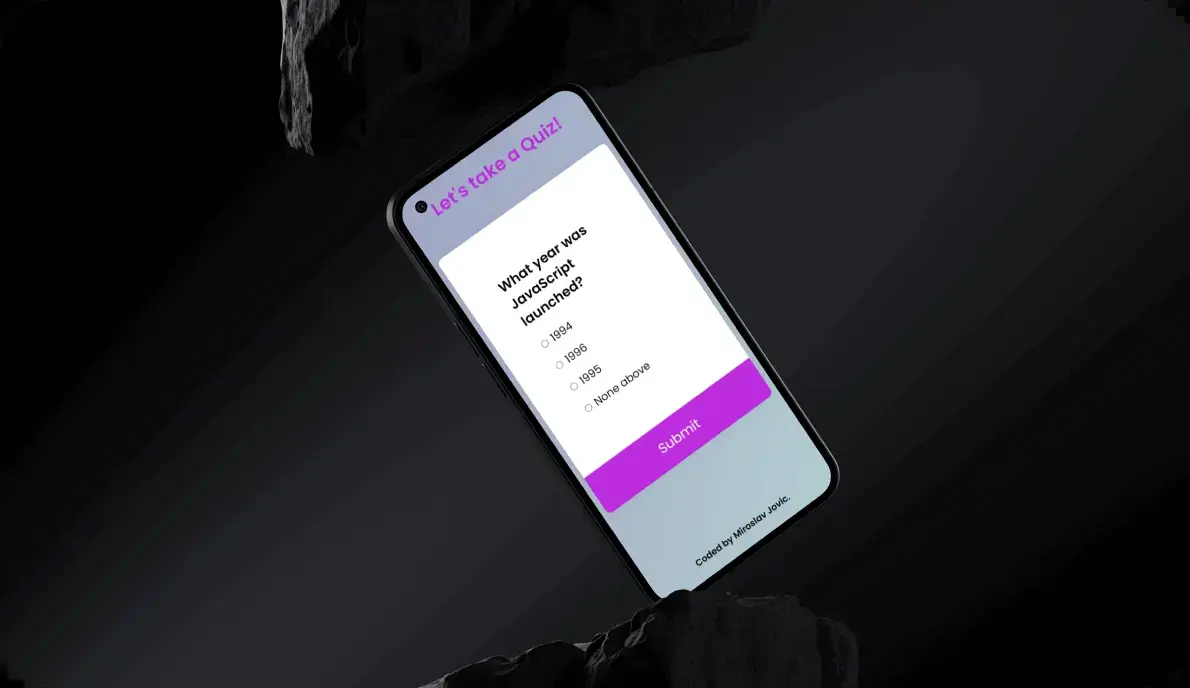 Let's take a Quiz!
What year was
JavaScript
launched?
1994
1996
1995
None above
Submit
Coded by Miroslav Jovic.